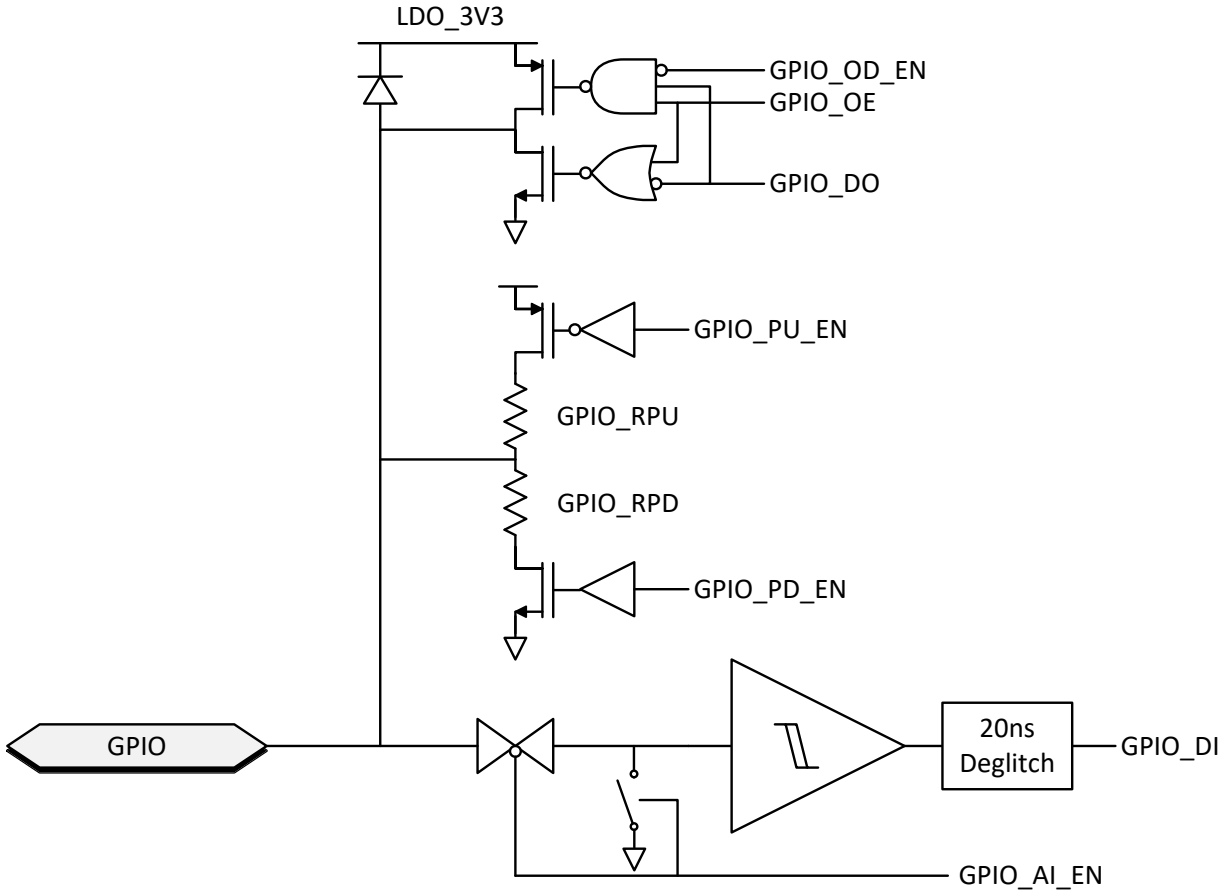 LDO_3V3
GPIO_OD_EN
GPIO_OE
GPIO_DO
GPIO_PU_EN
GPIO_RPU
GPIO_RPD
GPIO_PD_EN
GPIO
20ns
Deglitch
GPIO_DI
GPIO_AI_EN